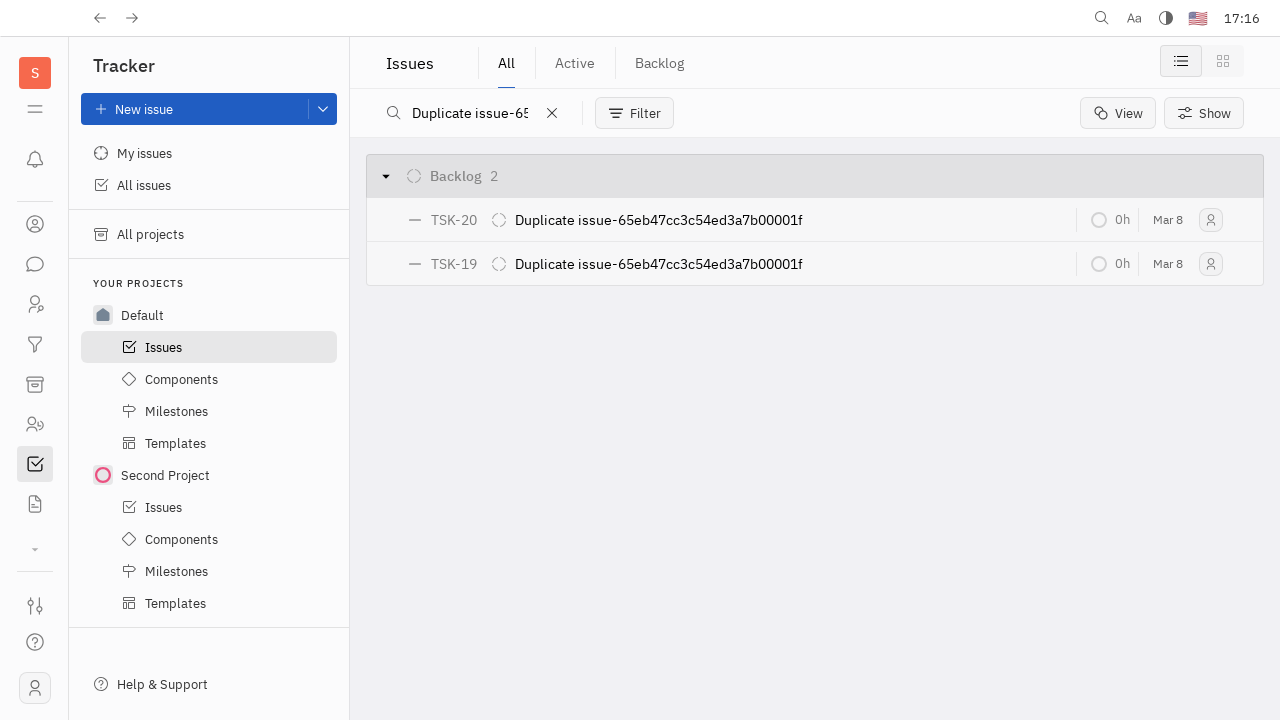 Aa
17:16
S
Tracker
New issue
My issues
All issues
All projects
YOUR PROJECTS
Default
Issues
Components
Milestones
Templates
Second Project
Issues
Components
Milestones
Templates
Help & Support
Issues
All
Active
Backlog
Duplicate issue-65
Filter
View
Show
Backlog 2
TSK-20 Duplicate issue-65eb47cc3c54ed3a7b00001f 0h Mar 8
TSK-19 Duplicate issue-65eb47cc3c54ed3a7b00001f 0h Mar 8